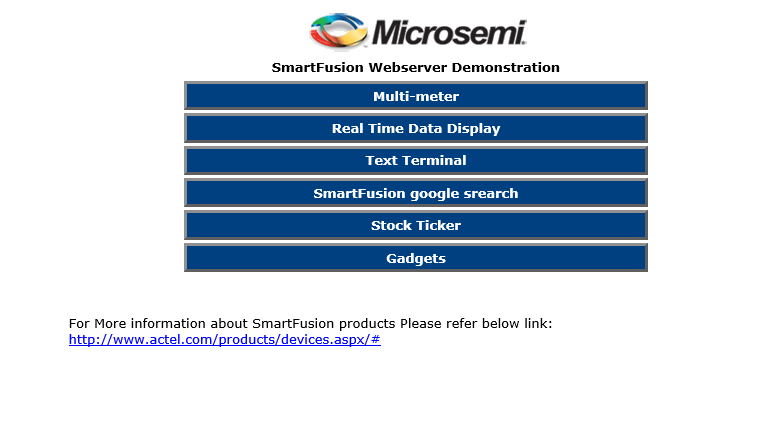 Microsemi.
SmartFusion Webserver Demonstration
Multi-meter
Real Time Data Display
Text Terminal
SmartFusion google srearch
Stock Ticker
Gadgets
For More information about SmartFusion products Please refer below link:
http://www.actel.com/products/devices.aspx/#